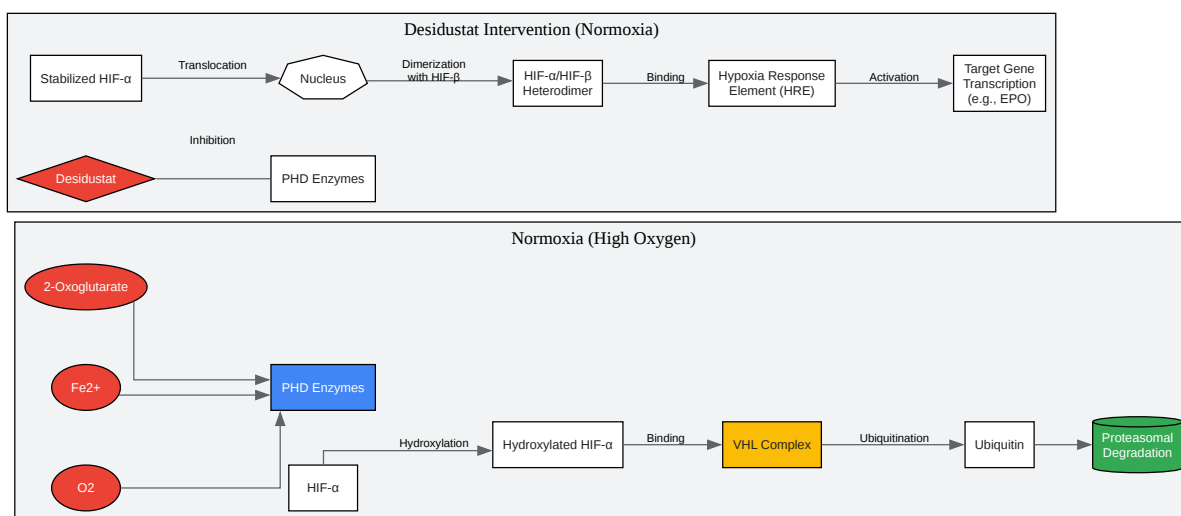 Desidustat Intervention (Normoxia)
Stabilized HIF-α
Translocation
Nucleus
Dimerization
with HIF-β
HIF-α/HIF-β
Heterodimer
Binding
Hypoxia Response
Element (HRE)
Activation
Target Gene
Transcription
(e.g., EPO)
Inhibition
Desidustat
PHD Enzymes
Normoxia (High Oxygen)
2-Oxoglutarate
Fe2+
PHD Enzymes
O2
HIF-α
Hydroxylation
Hydroxylated HIF-α
Binding
VHL Complex
Ubiquitination
Ubiquitin
Proteasomal
Degradation